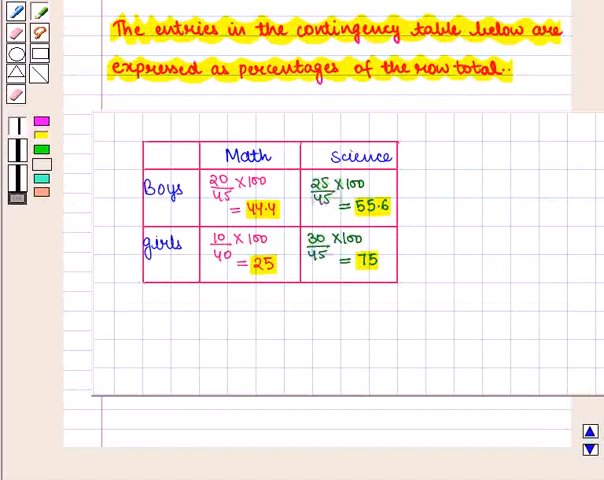 The entries in the contingency table below are
expressed as percentages of the row total..
Math Science
Boys 20/45 × 100 = 44.4 25/45 × 100 = 55.6
girls 10/40 × 100 = 25 30/45 × 100 = 75